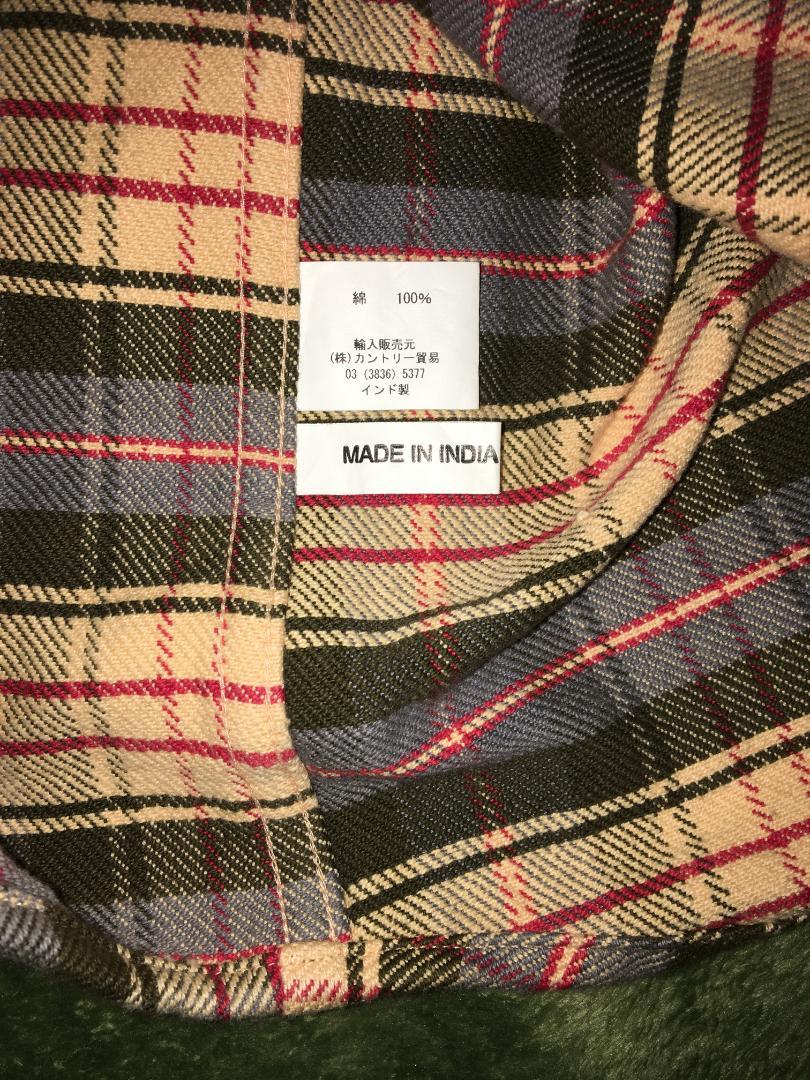 綿 100%
輸入販売元
(株)カントリー貿易
03 (3836) 5377
インド製
MADE IN INDIA